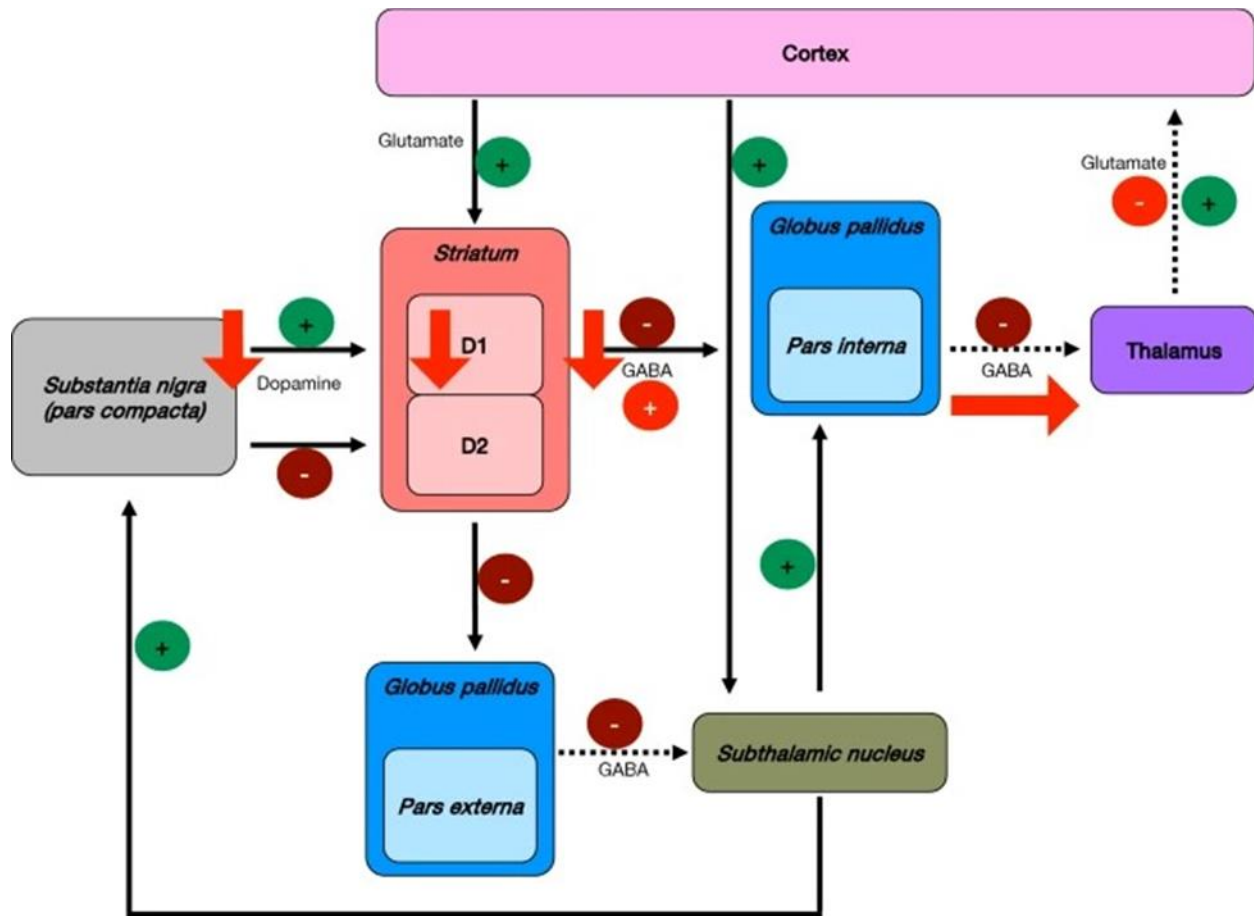 Cortex
Glutamate
+
+
Glutamate
-
+
Striatum
Globus pallidus
+
-
-
D1
Pars interna
Thalamus
Substantia nigra
(pars compacta)
Dopamine
GABA
GABA
+
D2
-
-
+
+
Globus pallidus
-
Subthalamic nucleus
GABA
Pars externa